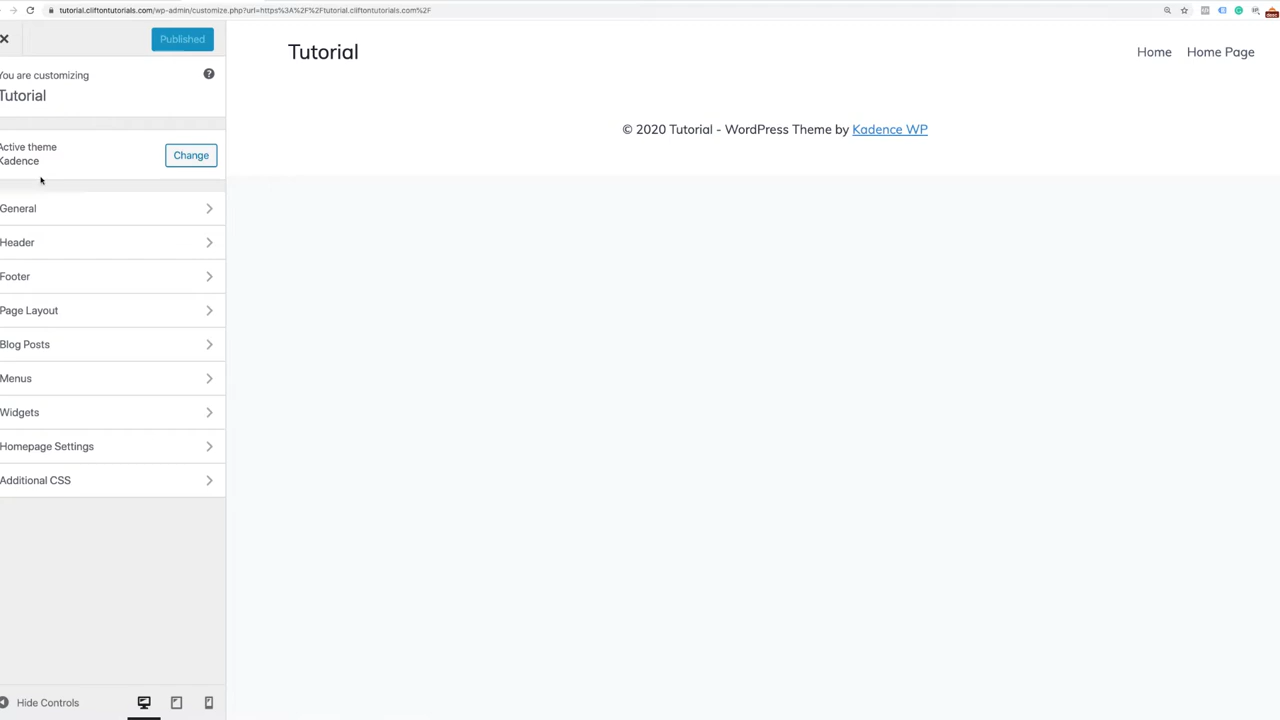 tutorial.cliftontutorials.com/wp-admin/customize.php?url=https%3A%2F%2Ftutorial.cliftontutorials.com%2F
Published
You are customizing
Tutorial
Active theme
Kadence
Change
General
Header
Footer
Page Layout
Blog Posts
Menus
Widgets
Homepage Settings
Additional CSS
Hide Controls
Tutorial
Home Home Page
© 2020 Tutorial - WordPress Theme by Kadence WP